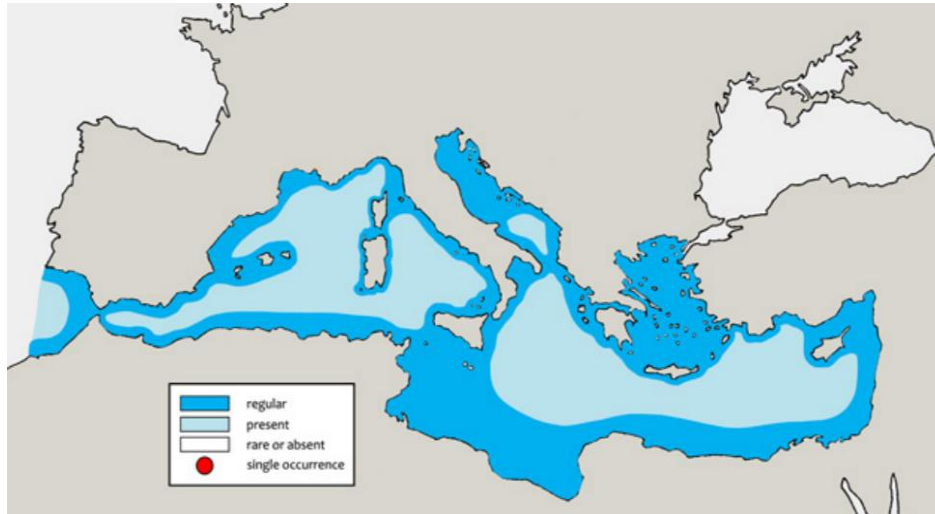 regular
present
rare or absent
single occurrence